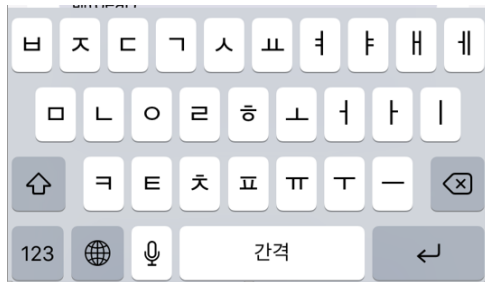 ㅂ ㅈ ㄷ ㄱ ㅅ ㅛ ㅕ ㅑ ㅐ ㅔ
ㅁ ㄴ ㅇ ㄹ ㅎ ㅗ ㅓ ㅏ ㅣ
ㅋ ㅌ ㅊ ㅍ ㅠ ㅜ ㅡ
123 간격